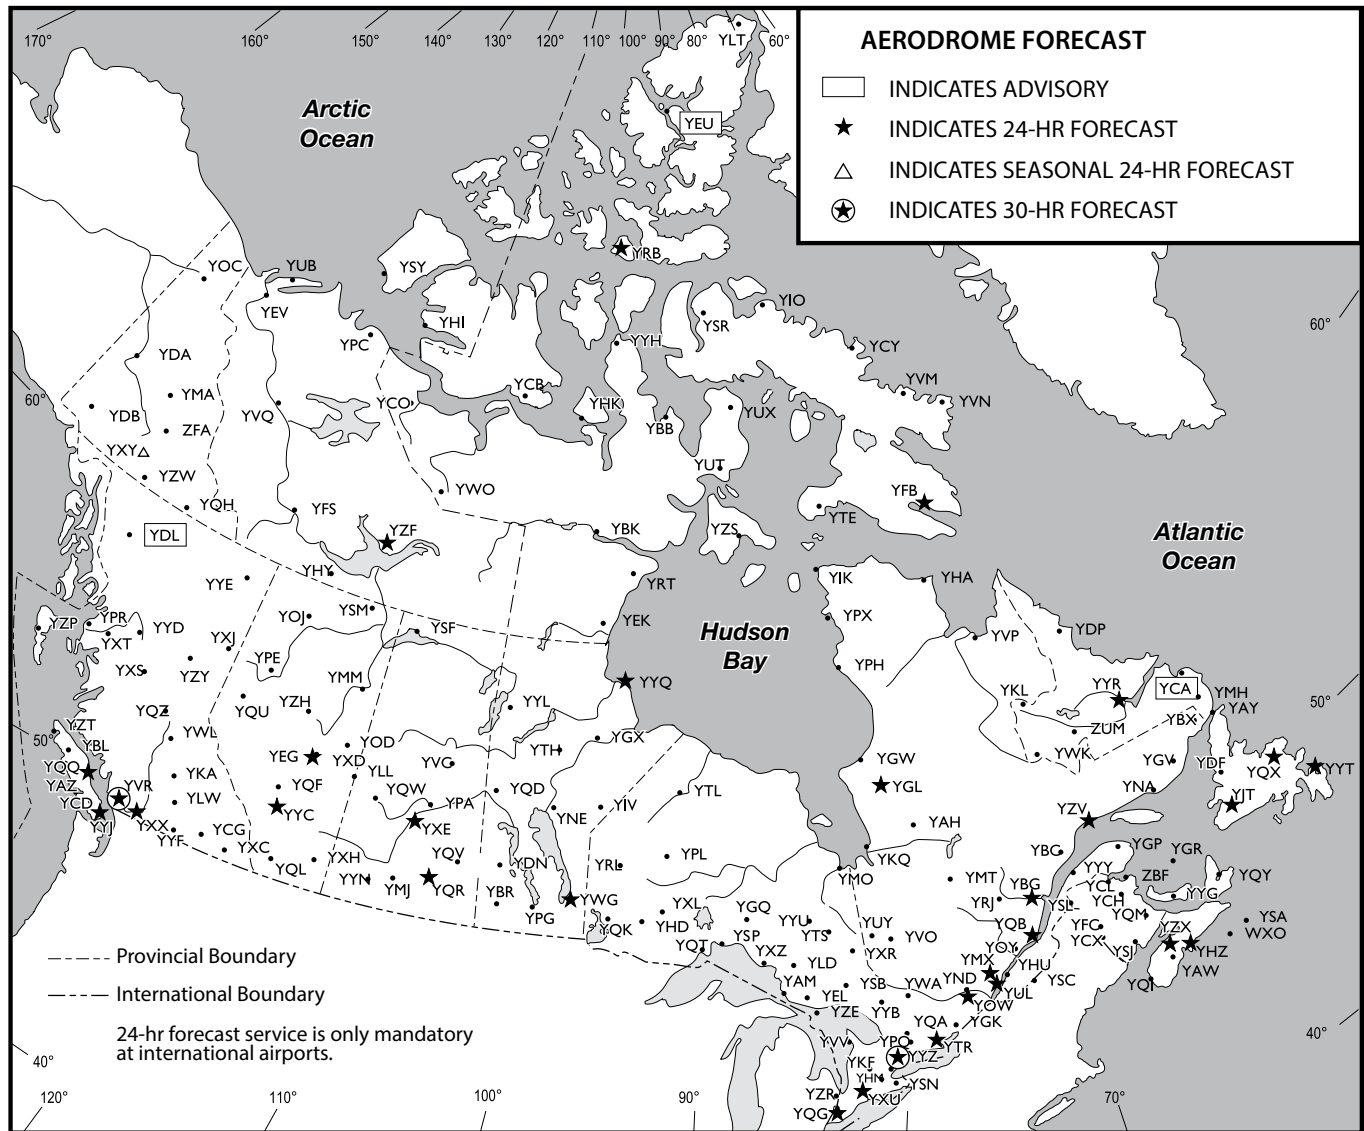 170°
160°
150°
140°
130°
120°
110°
100°
90°
80°
YLT
60°
AERODROME FORECAST
INDICATES ADVISORY
INDICATES 24-HR FORECAST
INDICATES SEASONAL 24-HR FORECAST
INDICATES 30-HR FORECAST
Arctic
Ocean
YEU
YRB
YOC
YUB
YSY
YEV
YHI
YPC
YIO
YSR
YYH
YCY
60°
YDA
YMA
YDB
ZFA
YXY
YZW
YQH
YVQ
YCO
YCB
YHK
YBB
YUX
YVM
YVN
YUT
60°
YDL
YFS
YWO
YZF
YBK
YZS
YTE
YFB
Atlantic
Ocean
YYE
YHY
YRT
YIK
YHA
YZP
YPR
YXT
YYD
YXJ
YOJ
YSM
YSF
YEK
YPX
YVP
YDP
Hudson
Bay
YXS
YZY
YPE
YMM
YZH
YQU
YQZ
YWL
YYL
YYQ
YPH
YKL
YYR
YCA
YMH
YAY
YBX
ZUM
YWK
50°
YZT
YBL
YQQ
YAZ
YCD
YYJ
YVR
YXX
YYF
YKA
YLW
YCG
YXC
YEG
YOD
YXD
YLL
YQF
YYC
YQW
YVC
YPA
YXE
YTH
YGX
YQD
YNE
YIV
YTL
YGW
YGL
YAH
YGV
YNA
YDF
YQX
YYT
YJT
YZV
50°
YQL
YXH
YYN
YMJ
YQV
YQR
YDN
YBR
YPG
YWG
YRL
YPL
YKQ
YMO
YMT
YBC
YGP
YYY
YCL
YCH
ZBF
YGR
YYG
YQY
YQK
YHD
YXL
YGQ
YSP
YQT
YXZ
YYU
YTS
YLD
YUY
YXR
YVO
YRJ
YBG
YSL
YQB
YFC
YCX
YQM
YSJ
YZX
YHZ
YAW
YQI
YSA
WXO
YAM
YEL
YZE
YSB
YYB
YWA
YND
YMX
YOY
YHU
YUL
YOW
YSC
YVV
YQA
YPQ
YGK
YYZ
YTR
YKF
YHM
YSN
YXU
YZR
YQG
Provincial Boundary
International Boundary
24-hr forecast service is only mandatory
at international airports.
40°
40°
120°
110°
100°
90°
70°